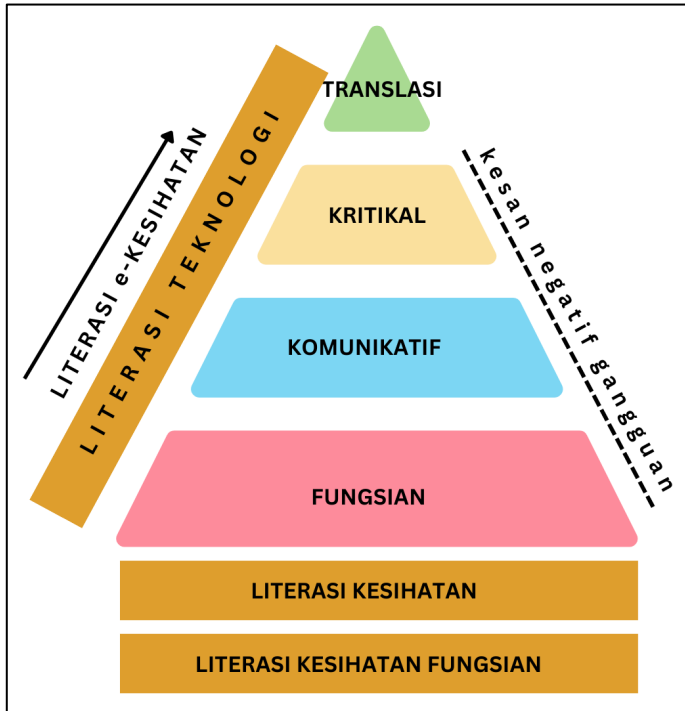 TRANSLASI
KRITIKAL
KOMUNIKATIF
FUNGSIAN
LITERASI KESIHATAN
LITERASI KESIHATAN FUNGSIAN
LITERASI e-KESIHATAN
LITERASI TEKNOLOGI
kesan negatif gangguan